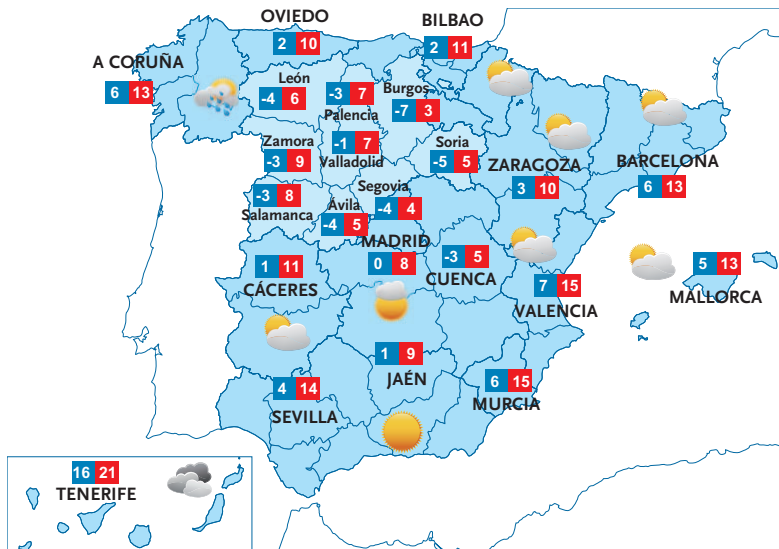 OVIEDO
2 10
BILBAO
2 11
A CORUÑA
6 13
León
-4 6
-3 7
Palencia
Burgos
-7 3
Zamora
-3 9
-1 7
Valladolid
Soria
-5 5
ZARAGOZA
3 10
BARCELONA
6 13
-3 8
Salamanca
Ávila
-4 5
Segovia
-4 4
MADRID
0 8
-3 5
CUENCA
1 11
CÁCERES
7 15
VALENCIA
5 13
MALLORCA
1 9
JAÉN
4 14
SEVILLA
6 15
MURCIA
16 21
TENERIFE